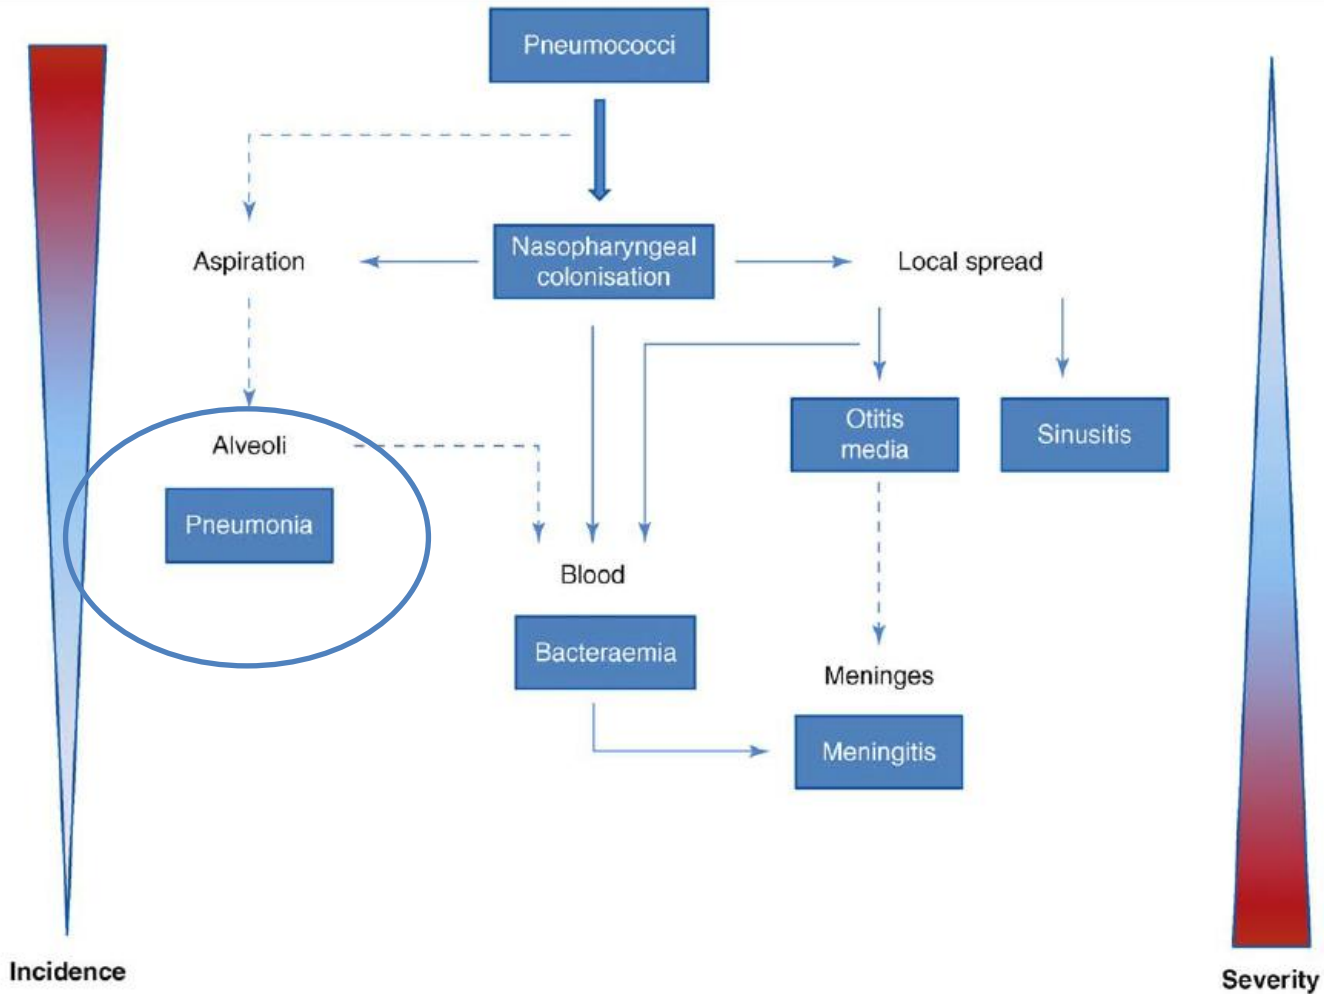 Pneumococci
Aspiration
Nasopharyngeal
colonisation
Local spread
Alveoli
Pneumonia
Otitis
media
Sinusitis
Blood
Bacteraemia
Meninges
Meningitis
Incidence
Severity